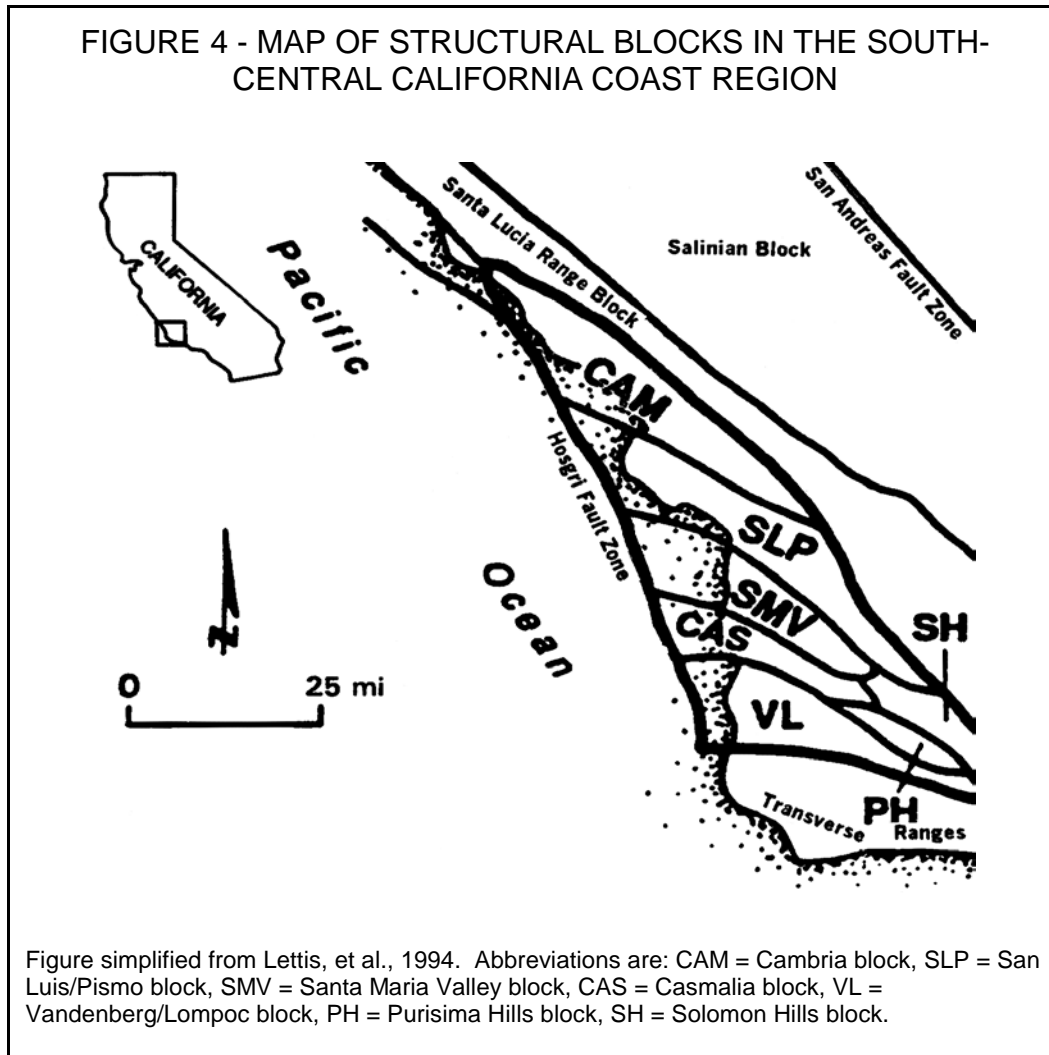 FIGURE 4 - MAP OF STRUCTURAL BLOCKS IN THE SOUTH-
CENTRAL CALIFORNIA COAST REGION
CALIFORNIA
Pacific
Ocean
Santa Lucia Range Block
Salinian Block
San Andreas Fault Zone
CAM
Hosgri Fault Zone
SLP
SMV
SH
CAS
VL
PH
Transverse Ranges
N
0 25 mi
Figure simplified from Lettis, et al., 1994. Abbreviations are: CAM = Cambria block, SLP = San
Luis/Pismo block, SMV = Santa Maria Valley block, CAS = Casmalia block, VL =
Vandenberg/Lompoc block, PH = Purisima Hills block, SH = Solomon Hills block.